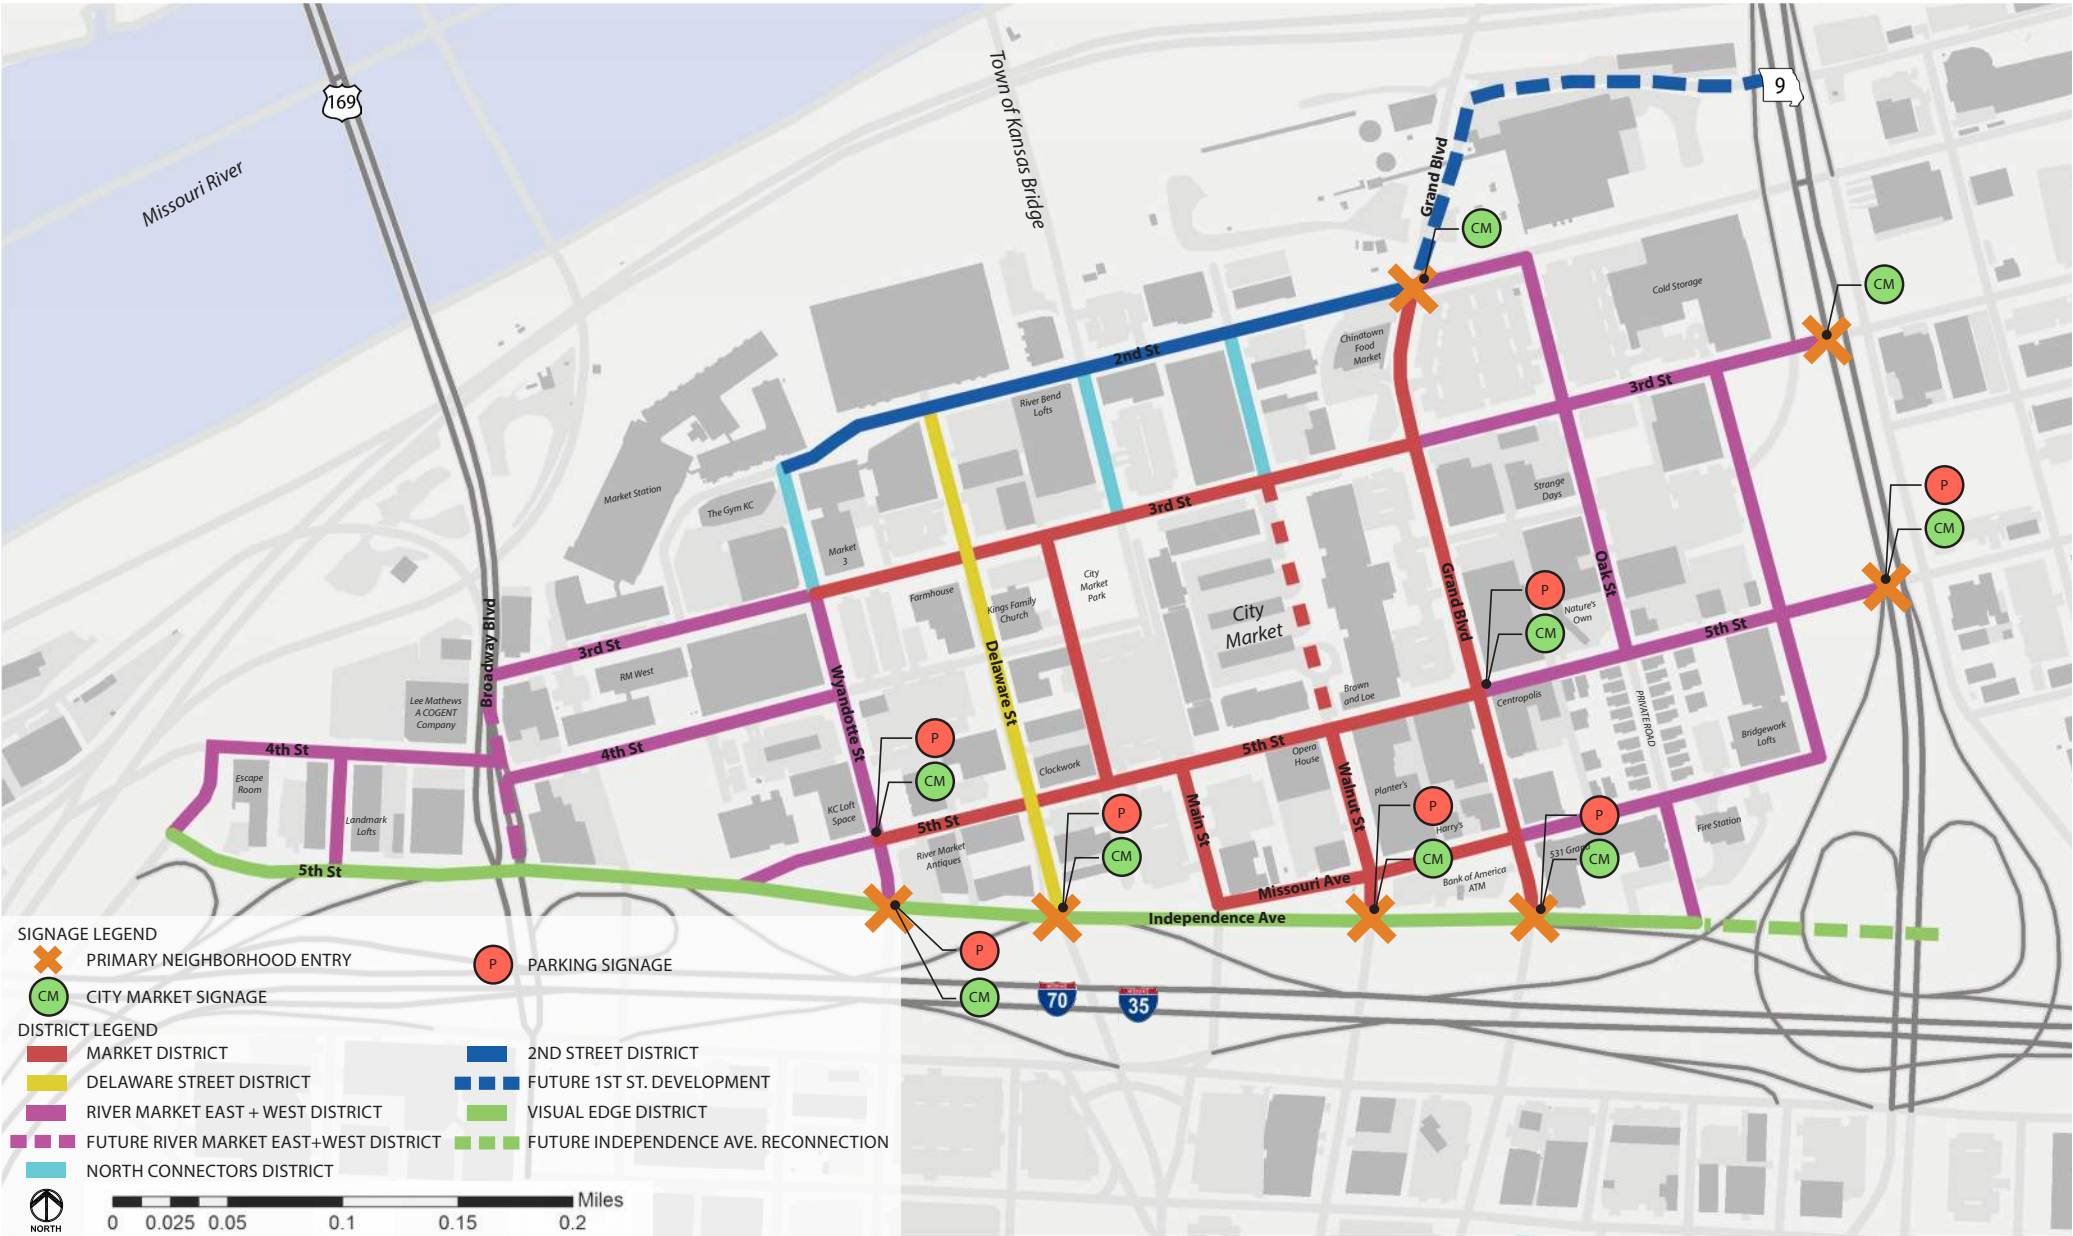 169
Missouri River
Town of Kansas Bridge
9
Grand Blvd
CM
CM
Cold Storage
Chinatown
Food
Market
2nd St
3rd St
River Bend
Lofts
Market Station
The Gym KC
Market
3
3rd St
Strange
Days
P
CM
City
Market
Park
Farmhouse
Kings Family
Church
City
Market
Grand Blvd
Oak St
P
CM
Nature's
Own
5th St
Broadway Blvd
3rd St
RM West
Wyandotte St
Delaware St
Lee Mathews
A COGENT
Company
Brown
and Loe
Centropolis
PRIVATE ROAD
Bridgework
Lofts
4th St
4th St
Escape
Room
Landmark
Lofts
P
CM
KC Loft
Space
Clockwork
5th St
Opera
House
Main St
Walnut St
Planter's
P
CM
Harry's
P
CM
531 Grand
Fire Station
5th St
River Market
Antiques
P
CM
Bank of America
ATM
Missouri Ave
5th St
Independence Ave
P
CM
70
35
SIGNAGE LEGEND
PRIMARY NEIGHBORHOOD ENTRY
P PARKING SIGNAGE
CM CITY MARKET SIGNAGE
DISTRICT LEGEND
MARKET DISTRICT
2ND STREET DISTRICT
DELAWARE STREET DISTRICT
FUTURE 1ST ST. DEVELOPMENT
RIVER MARKET EAST + WEST DISTRICT
VISUAL EDGE DISTRICT
FUTURE RIVER MARKET EAST+WEST DISTRICT
FUTURE INDEPENDENCE AVE. RECONNECTION
NORTH CONNECTORS DISTRICT
NORTH
Miles
0 0.025 0.05 0.1 0.15 0.2